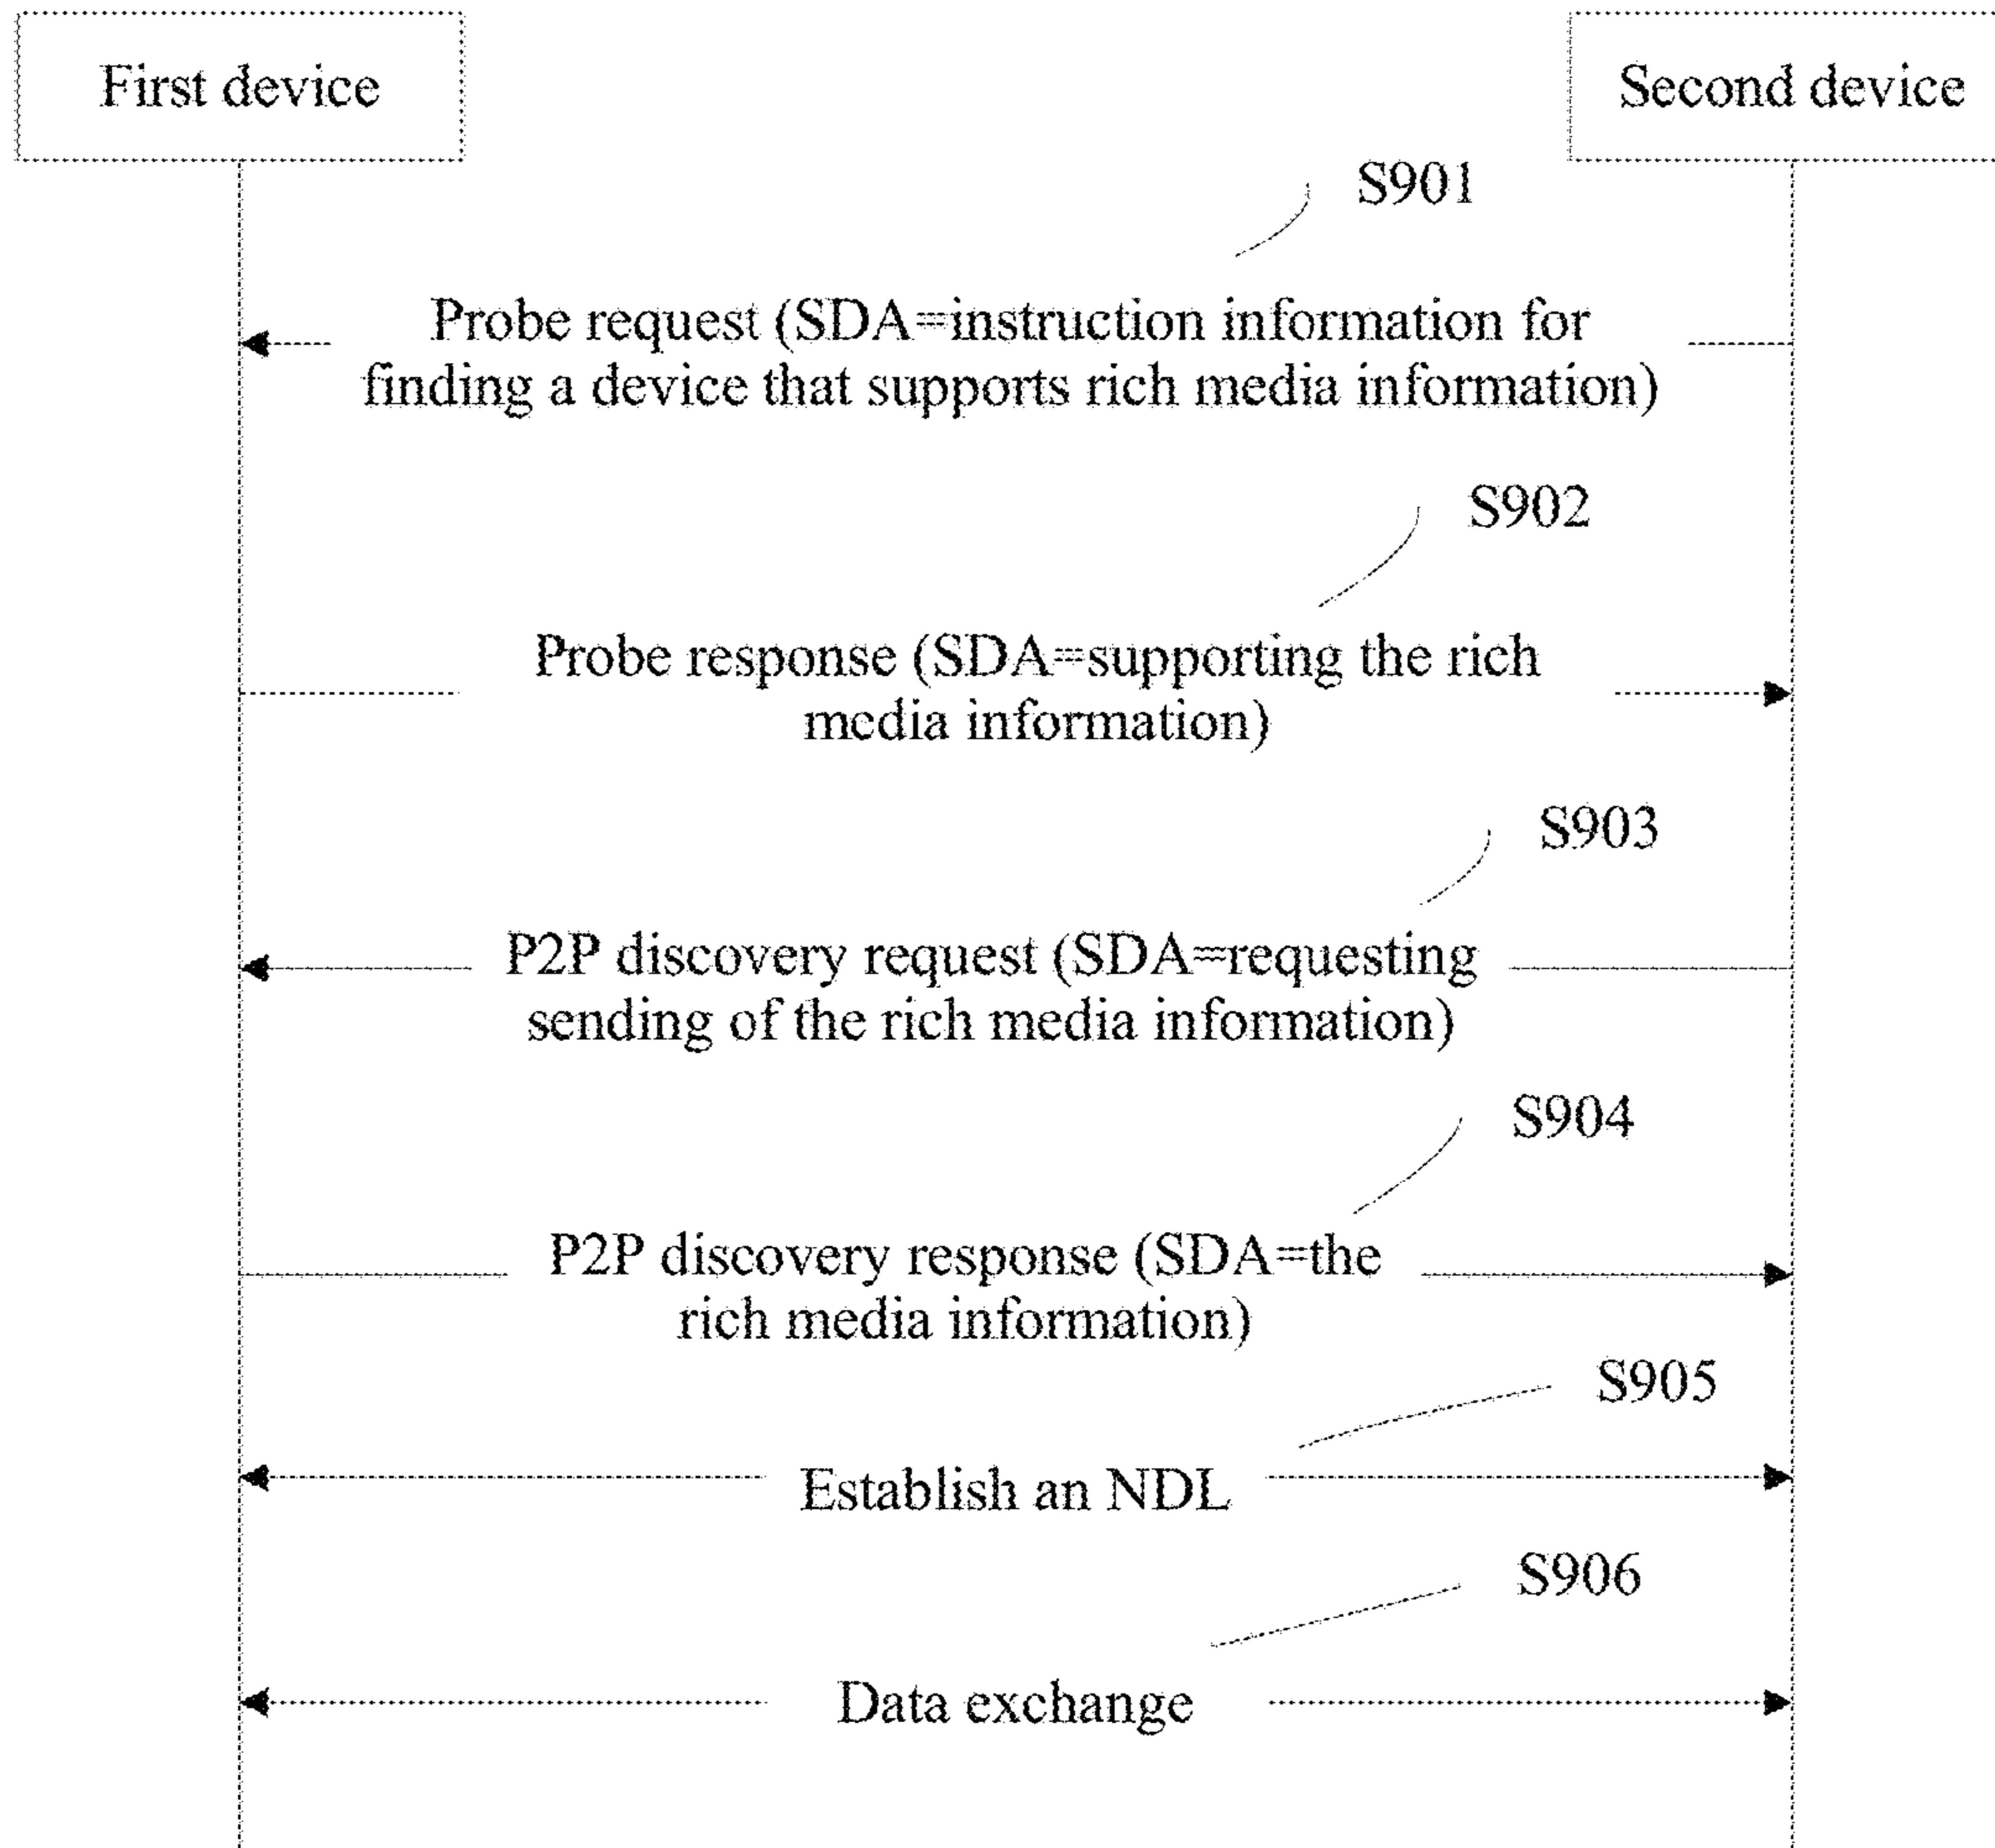 First device
Second device
S901
Probe request (SDA=instruction information for
finding a device that supports rich media information)
S902
Probe response (SDA=supporting the rich
media information)
S903
P2P discovery request (SDA=requesting
sending of the rich media information)
S904
P2P discovery response (SDA=the
rich media information)
S905
Establish an NDL
S906
Data exchange